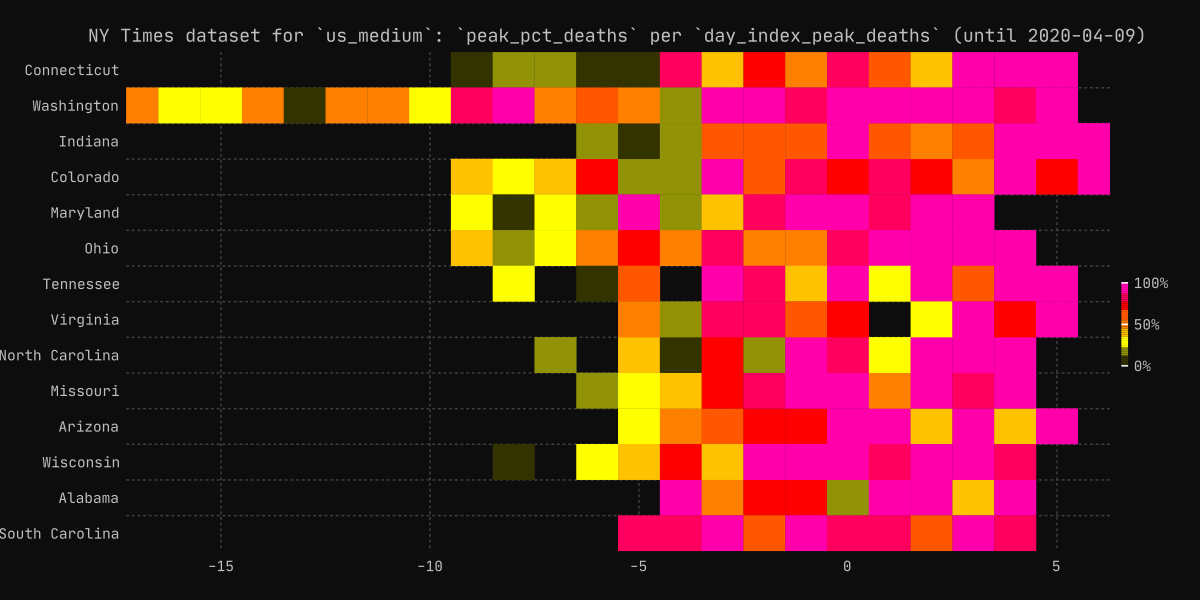 NY Times dataset for `us_medium`: `peak_pct_deaths` per `day_index_peak_deaths` (until 2020-04-09)
Connecticut
Washington
Indiana
Colorado
Maryland
Ohio
Tennessee
Virginia
North Carolina
Missouri
Arizona
Wisconsin
Alabama
South Carolina
-15 -10 -5 0 5
100%
50%
0%